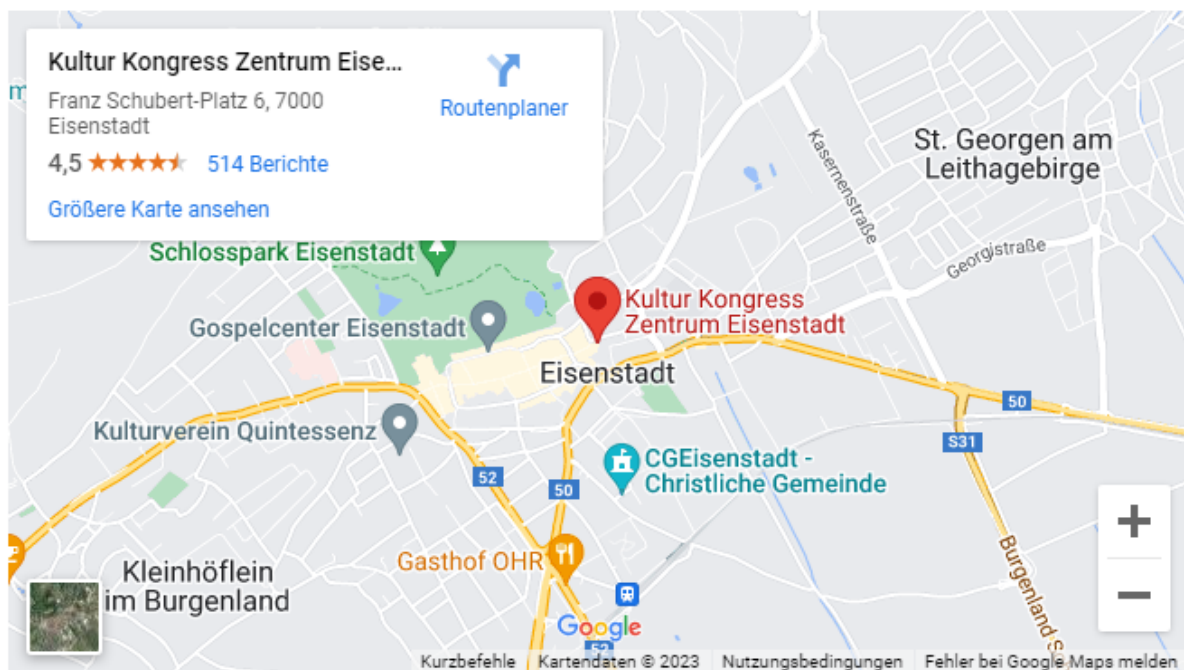 Kultur Kongress Zentrum Eise...
Franz Schubert-Platz 6, 7000
Eisenstadt
4,5
514 Berichte
Größere Karte ansehen
Routenplaner
St. Georgen am
Leithagebirge
Kasernenstraße
Georgistraße
Schlosspark Eisenstadt
Kultur Kongress
Zentrum Eisenstadt
Gospelcenter Eisenstadt
Eisenstadt
50
S31
Kulturverein Quintessenz
CGEisenstadt -
Christliche Gemeinde
52
50
Gasthof OHR
Kleinhöflein
im Burgenland
Burgenland S
52
Google
Kurzbefehle
Kartendaten © 2023
Nutzungsbedingungen
Fehler bei Google Maps melden